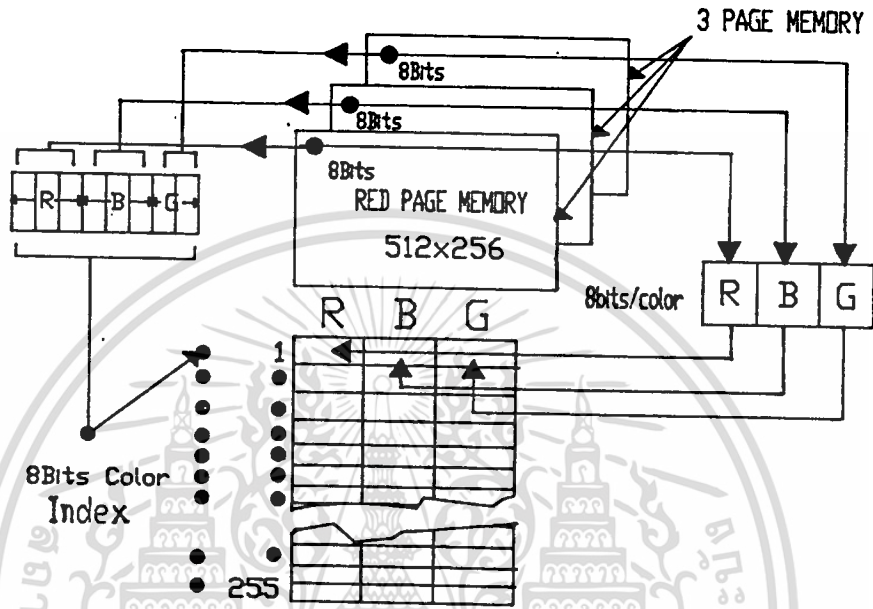 3 PAGE MEMORY
8Bits
8Bits
8Bits
RED PAGE MEMORY
512x256
R B G
8bits/color
R B G
R B G
1
8Bits Color
Index
255